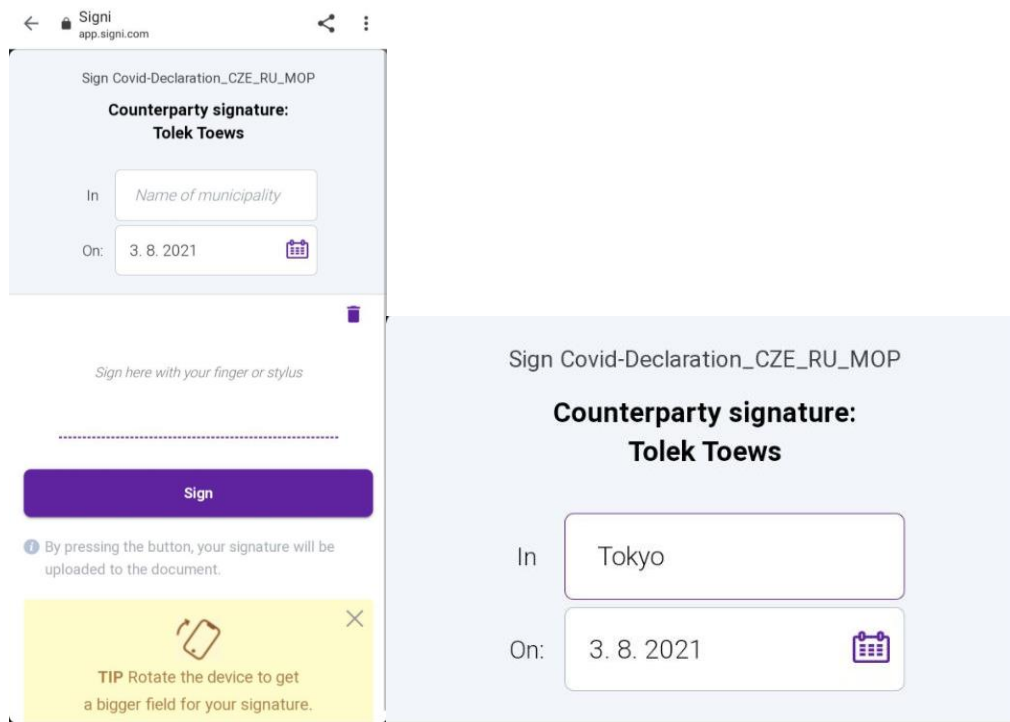 Signi
app.signi.com
Sign Covid-Declaration_CZE_RU_MOP
Counterparty signature:
Tolek Toews
In
Name of municipality
On:
3. 8. 2021
Sign here with your finger or stylus
Sign
By pressing the button, your signature will be
uploaded to the document.
TIP Rotate the device to get
a bigger field for your signature.
Sign Covid-Declaration_CZE_RU_MOP
Counterparty signature:
Tolek Toews
In
Tokyo
On:
3. 8. 2021